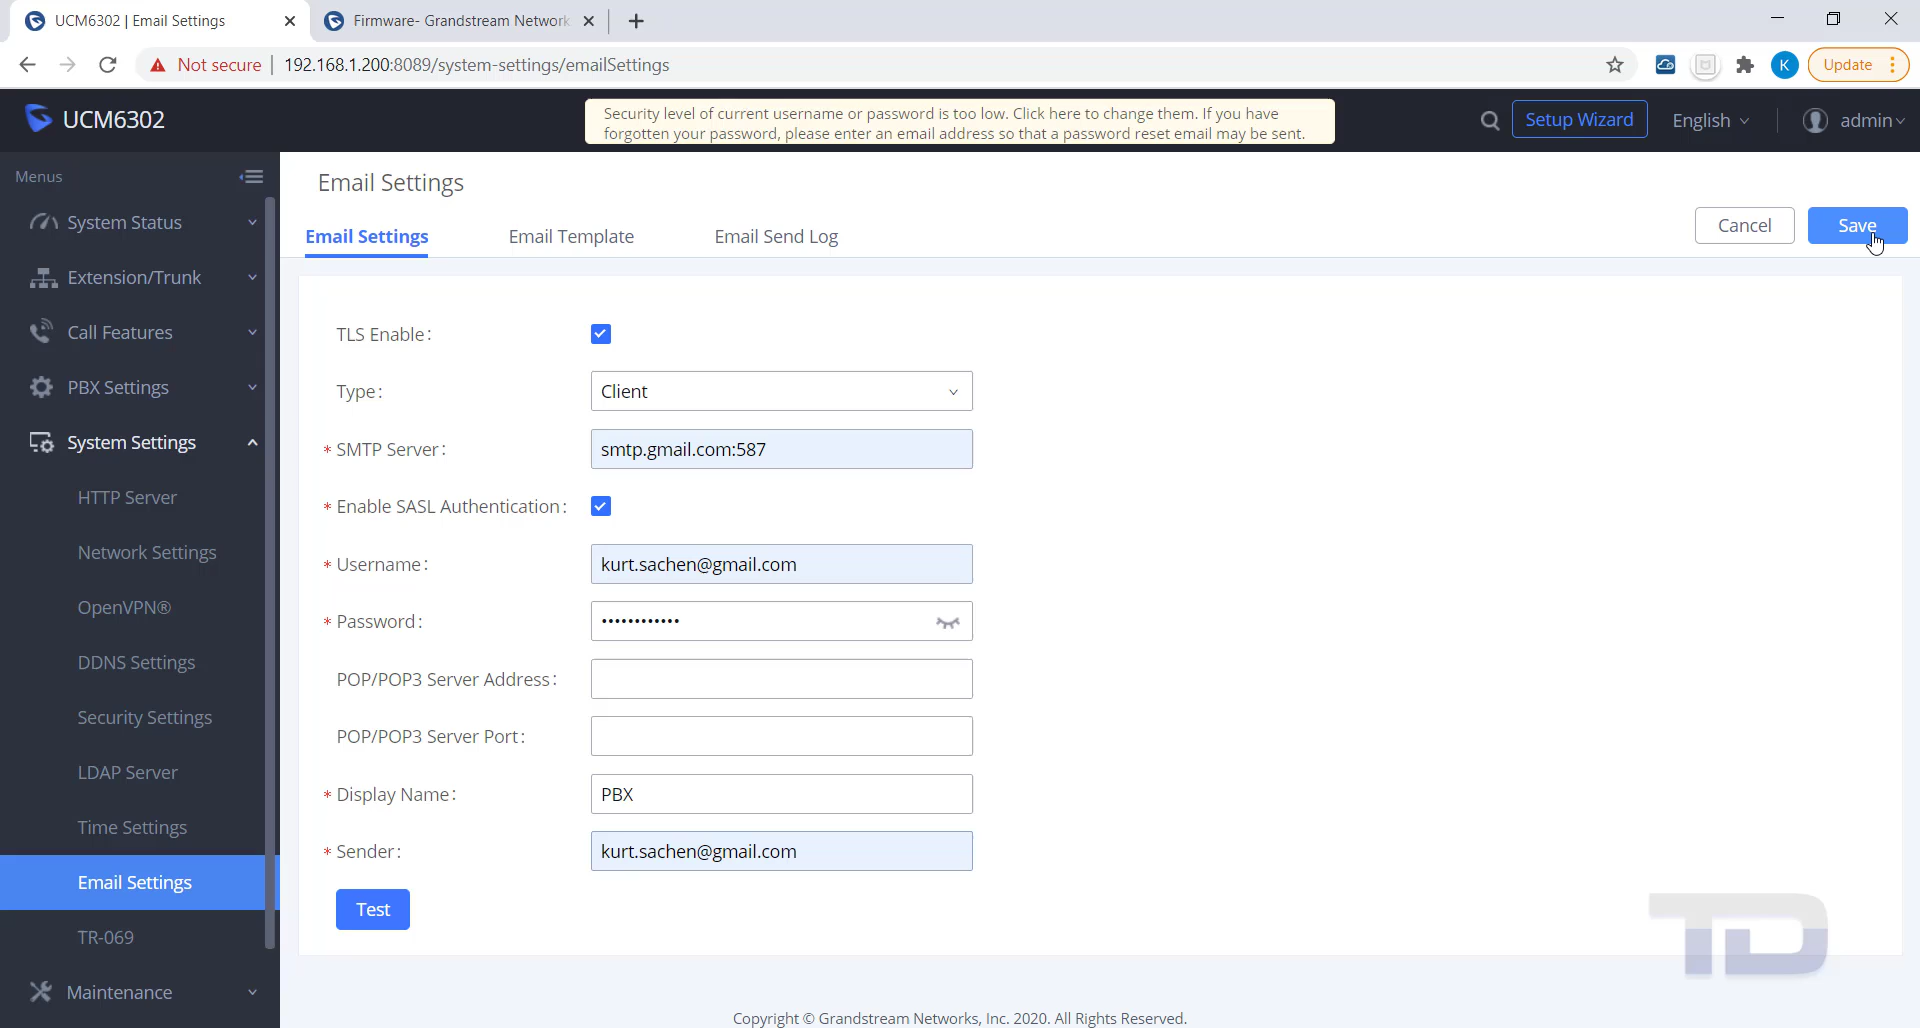 UCM6302 | Email Settings
Firmware- Grandstream Network
Not secure
192.168.1.200:8089/system-settings/emailSettings
K
Update
UCM6302
Security level of current username or password is too low. Click here to change them. If you have
forgotten your password, please enter an email address so that a password reset email may be sent.
Setup Wizard
English
admin
Menus
System Status
Extension/Trunk
Call Features
PBX Settings
System Settings
HTTP Server
Network Settings
OpenVPN®
DDNS Settings
Security Settings
LDAP Server
Time Settings
Email Settings
TR-069
Maintenance
Email Settings
Email Settings
Email Template
Email Send Log
Cancel
Save
TLS Enable:
Type:
Client
* SMTP Server:
smtp.gmail.com:587
* Enable SASL Authentication:
* Username:
kurt.sachen@gmail.com
* Password:
••••••••••••
POP/POP3 Server Address:
POP/POP3 Server Port:
* Display Name:
PBX
* Sender:
kurt.sachen@gmail.com
Test
TD
Copyright © Grandstream Networks, Inc. 2020. All Rights Reserved.